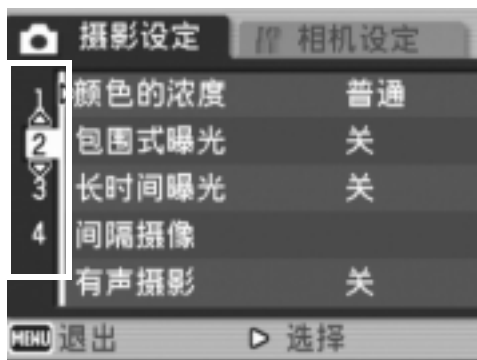 摄影设定 相机设定
1 颜色的浓度 普通
2 包围式曝光 关
3 长时间曝光 关
4 间隔摄像
有声摄影 关
MENU 退出 选择